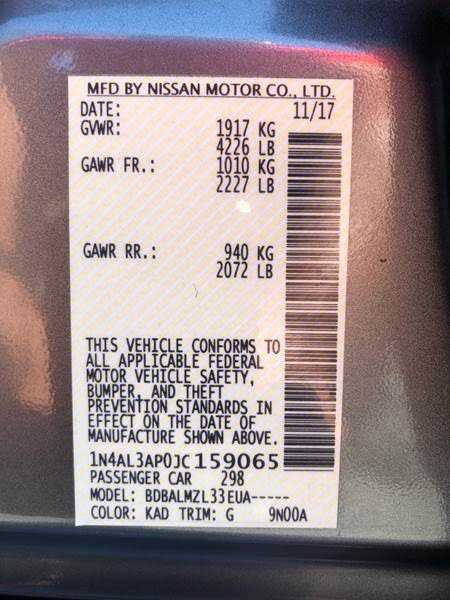 MFD BY NISSAN MOTOR CO., LTD.
DATE: 11/17
GVWR: 1917 KG
4226 LB
GAWR FR.: 1010 KG
2227 LB
GAWR RR.: 940 KG
2072 LB
THIS VEHICLE CONFORMS TO
ALL APPLICABLE FEDERAL
MOTOR VEHICLE SAFETY,
BUMPER, AND THEFT
PREVENTION STANDARDS IN
EFFECT ON THE DATE OF
MANUFACTURE SHOWN ABOVE.
1N4AL3AP0JC159065
PASSENGER CAR 298
MODEL: BDBALMZL33EUA-----
COLOR: KAD TRIM: G 9N00A